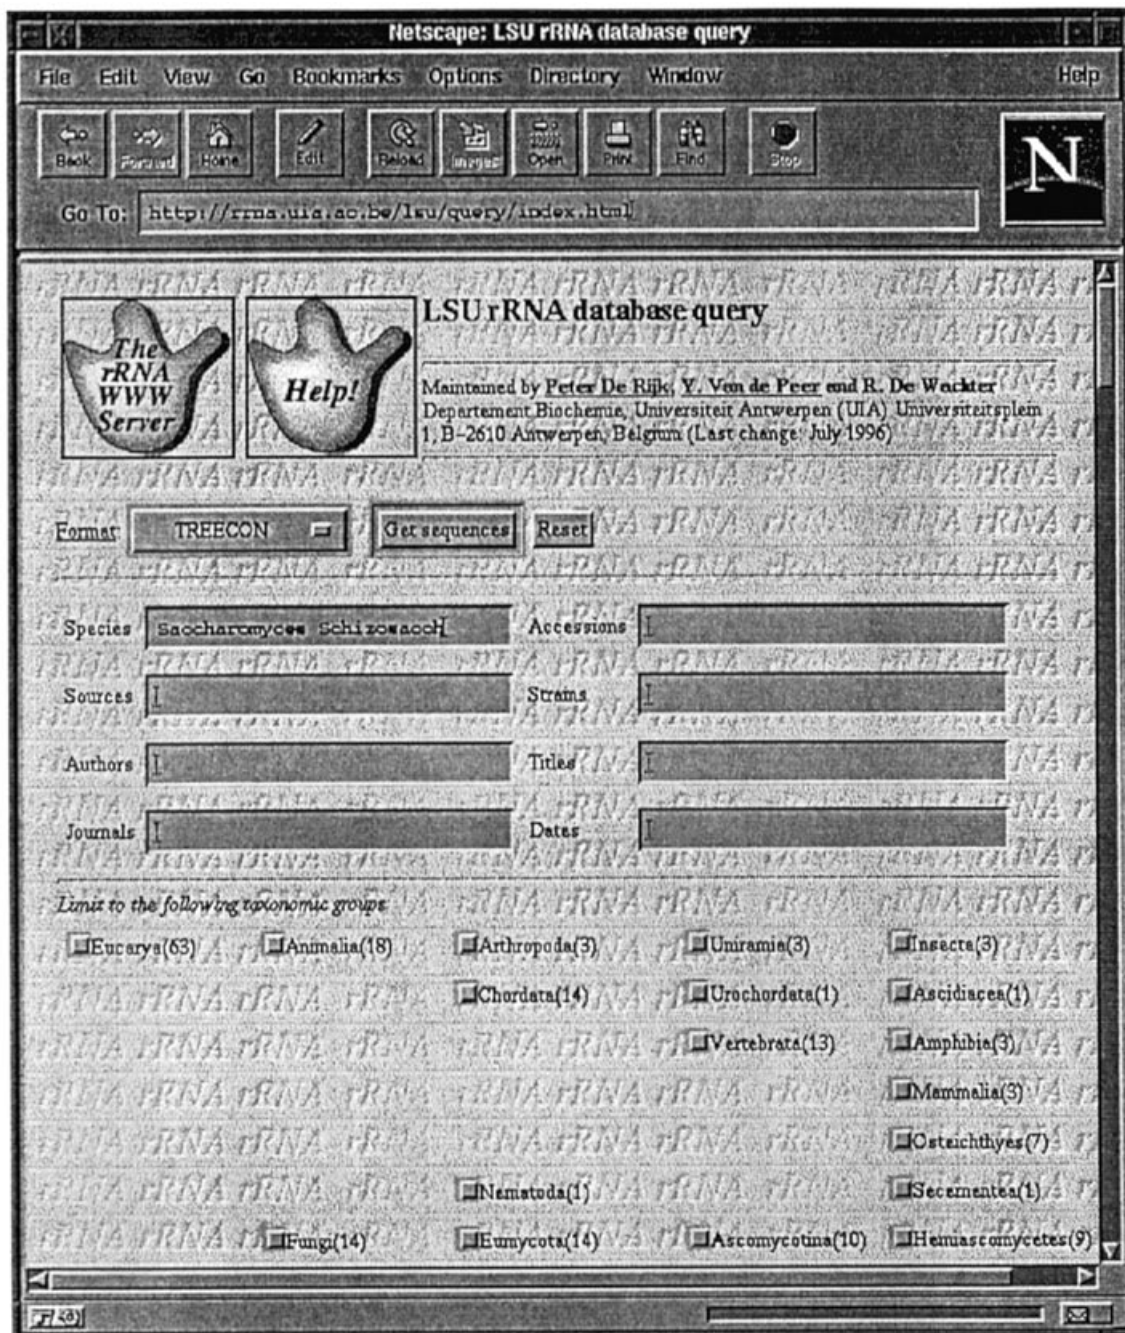 Netscape: LSU rRNA database query
File Edit View Go Bookmarks Options Directory Window Help
Back Forward Home Edit Reload Images Open Print Find Stop
N
Go To: http://rrna.uia.ac.be/lsu/query/index.html
The rRNA WWW Server
Help!
LSU rRNA database query
Maintained by Peter De Rijk, Y. Van de Peer and R. De Wachter
Departement Biochemie, Universiteit Antwerpen (UIA) Universiteitsplein
1, B-2610 Antwerpen, Belgium (Last change: July 1996)
Format: TREECON Get sequences Reset
Species Saccharomyces SchizosaccH Accessions
Sources Strains
Authors Titles
Journals Dates
Limit to the following taxonomic groups
Eucarya(63) Animalia(18) Arthropoda(3) Uniramia(3) Insecta(3)
Chordata(14) Urochordata(1) Ascidiacea(1)
Vertebrata(13) Amphibia(3)
Mammalia(3)
Osteichthyes(7)
Nematoda(1) Secernentea(1)
Fungi(14) Eumycota(14) Ascomycotina(10) Hemiascomycetes(9)